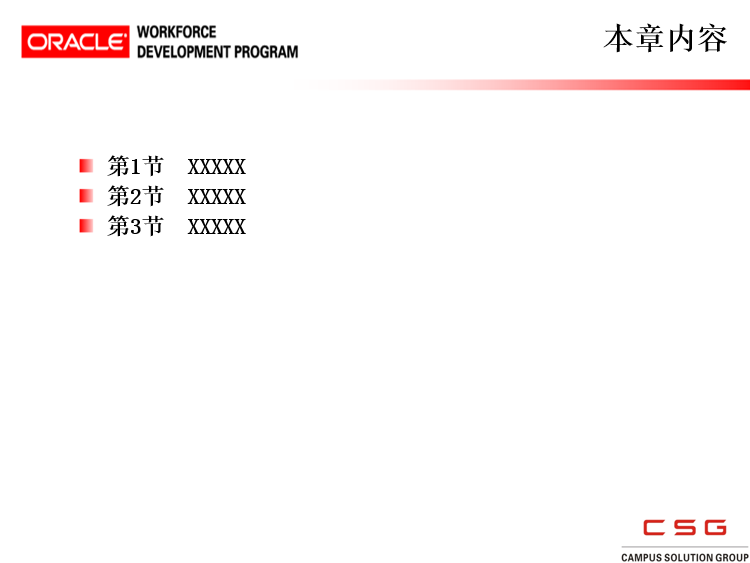 ORACLE
WORKFORCE
DEVELOPMENT PROGRAM
本章内容
第1节 XXXXX
第2节 XXXXX
第3节 XXXXX
CSG
CAMPUS SOLUTION GROUP